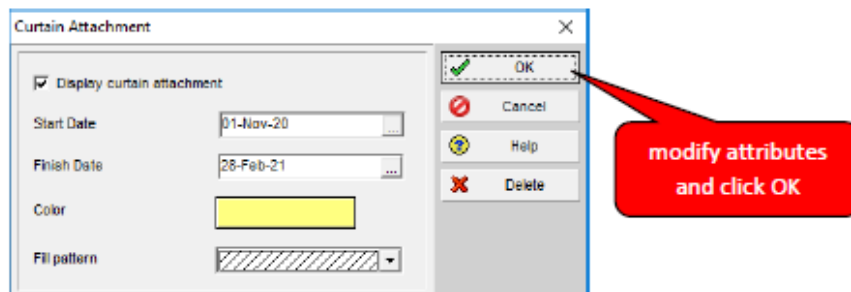 Curtain Attachment
Display curtain attachment
Start Date
01-Nov-20
...
Finish Date
28-Feb-21
...
Color
Fill pattern
OK
Cancel
Help
Delete
modify attributes
and click OK